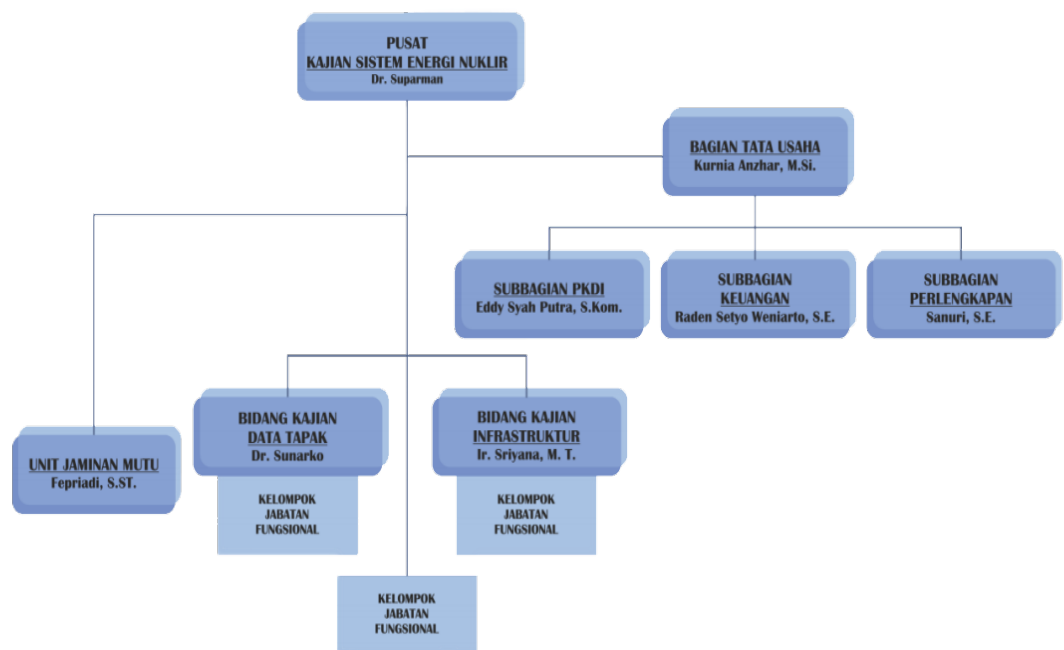 PUSAT
KAJIAN SISTEM ENERGI NUKLIR
Dr. Suparman
BAGIAN TATA USAHA
Kurnia Anzhar, M.Si.
SUBBAGIAN PKDI
Eddy Syah Putra, S.Kom.
SUBBAGIAN
KEUANGAN
Raden Setyo Weniarto, S.E.
SUBBAGIAN
PERLENGKAPAN
Sanuri, S.E.
UNIT JAMINAN MUTU
Fepriadi, S.ST.
BIDANG KAJIAN
DATA TAPAK
Dr. Sunarko
KELOMPOK
JABATAN
FUNGSIONAL
BIDANG KAJIAN
INFRASTRUKTUR
Ir. Sriyana, M. T.
KELOMPOK
JABATAN
FUNGSIONAL
KELOMPOK
JABATAN
FUNGSIONAL